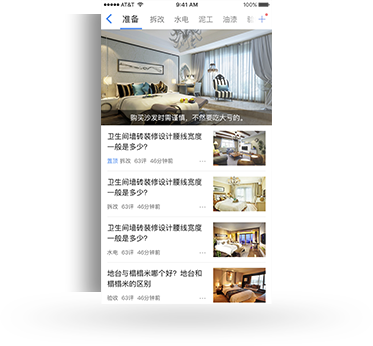 AT&T 9:41 AM 100%
准备 拆改 水电 泥工 油漆
购买沙发时需谨慎，不然要吃大亏的。
卫生间墙砖装修设计腰线宽度
一般是多少?
置顶 拆改 63评 46分钟前
卫生间墙砖装修设计腰线宽度
一般是多少?
拆改 63评 46分钟前
卫生间墙砖装修设计腰线宽度
一般是多少?
水电 63评 46分钟前
地台与榻榻米哪个好？地台和
榻榻米的区别
验收 63评 46分钟前